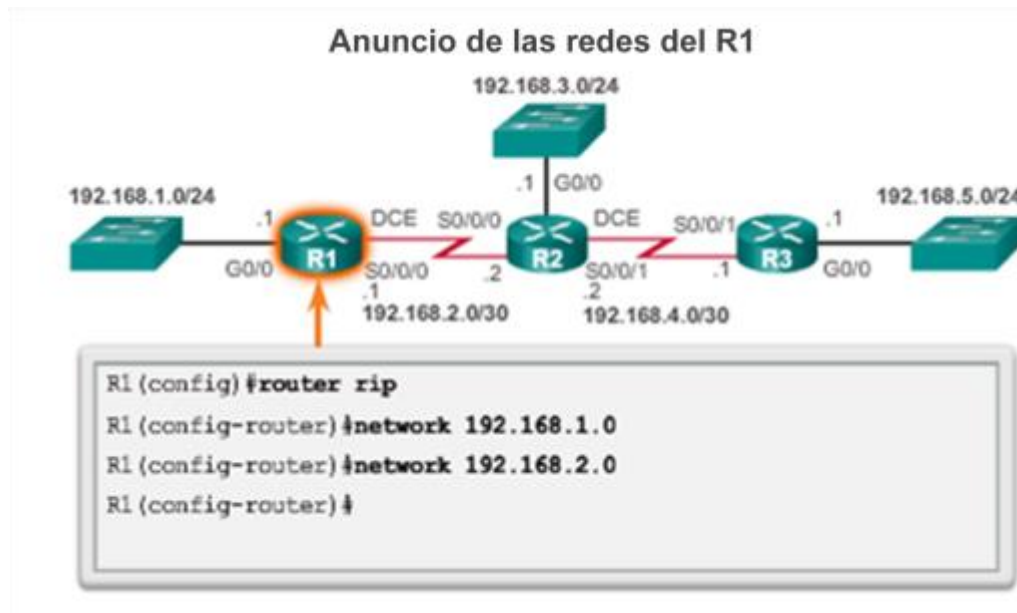 Anuncio de las redes del R1
192.168.3.0/24
.1 G0/0
192.168.1.0/24
192.168.5.0/24
.1 DCE S0/0/0 DCE S0/0/1 .1
R1 R2 R3
G0/0 S0/0/0 .2 S0/0/1 .1 G0/0
.1 .2
192.168.2.0/30 192.168.4.0/30
R1(config)#router rip
R1(config-router)#network 192.168.1.0
R1(config-router)#network 192.168.2.0
R1(config-router)#